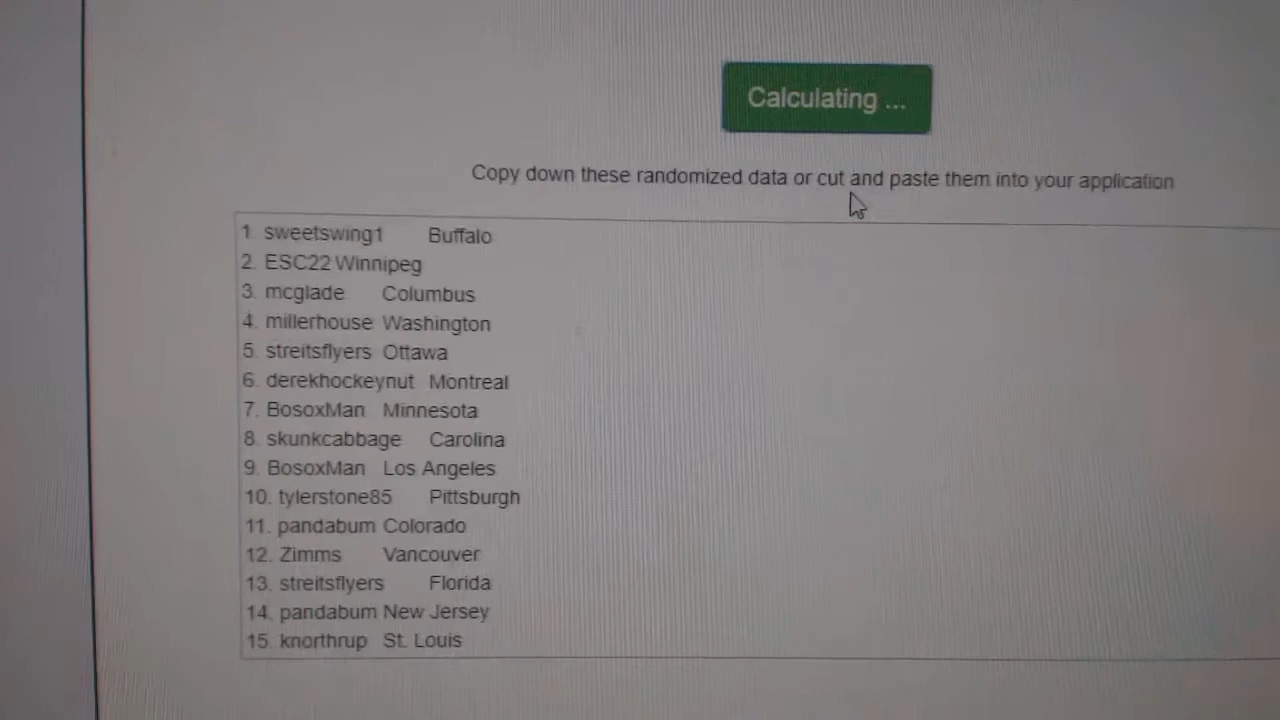 Calculating ...
Copy down these randomized data or cut and paste them into your application
1. sweetswing1 Buffalo
2. ESC22 Winnipeg
3. mcglade Columbus
4. millerhouse Washington
5. streitsflyers Ottawa
6. derekhockeynut Montreal
7. BosoxMan Minnesota
8. skunkcabbage Carolina
9. BosoxMan Los Angeles
10. tylerstone85 Pittsburgh
11. pandabum Colorado
12. Zimms Vancouver
13. streitsflyers Florida
14. pandabum New Jersey
15. knorthrup St. Louis